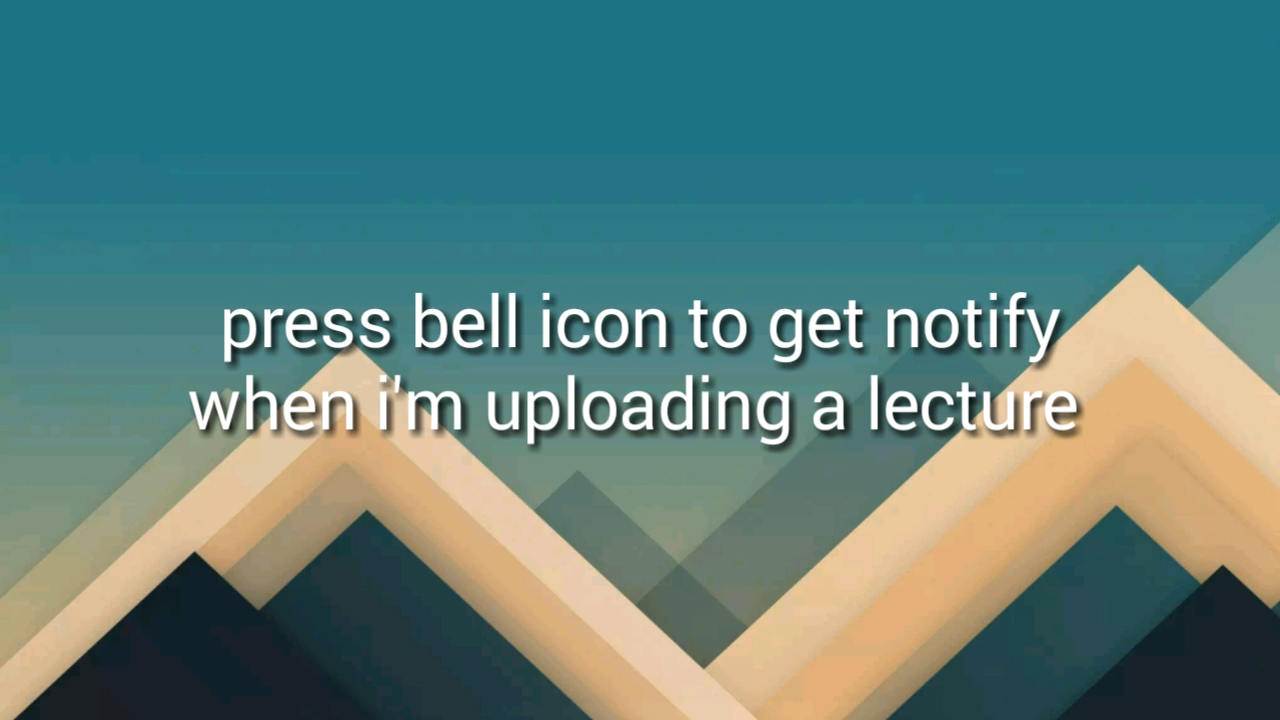 press bell icon to get notify
when i'm uploading a lecture